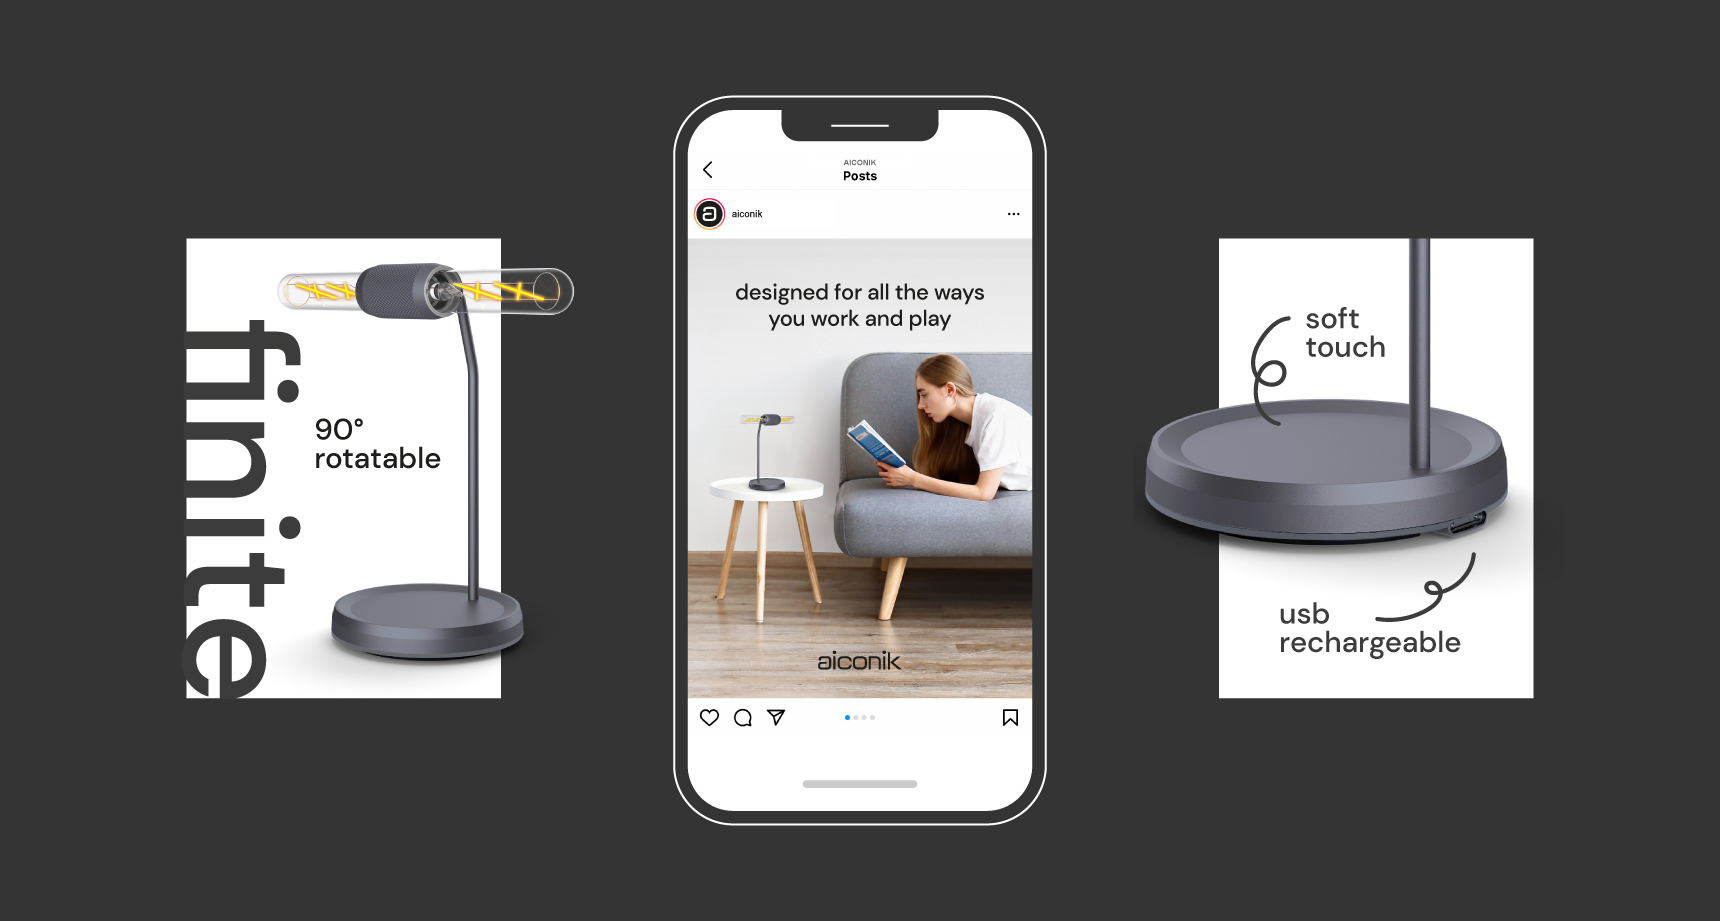 finite
90°
rotatable
AICONIK
Posts
aiconik
designed for all the ways
you work and play
aiconik
soft
touch
usb
rechargeable